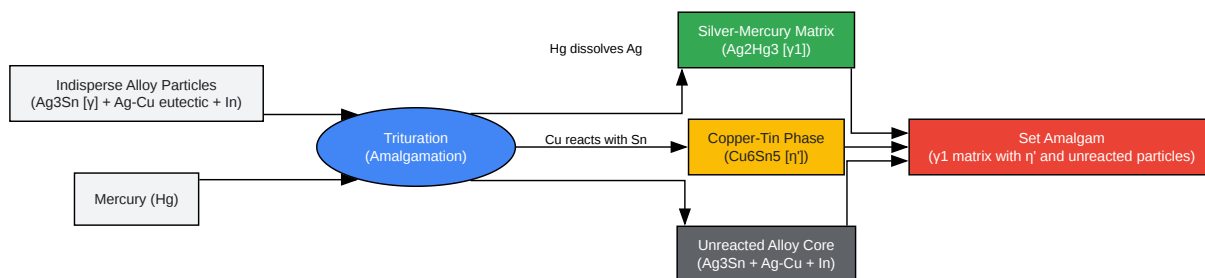 Indisperse Alloy Particles
(Ag3Sn [γ] + Ag-Cu eutectic + In)
Mercury (Hg)
Trituration
(Amalgamation)
Hg dissolves Ag
Cu reacts with Sn
Silver-Mercury Matrix
(Ag2Hg3 [γ1])
Copper-Tin Phase
(Cu6Sn5 [η'])
Unreacted Alloy Core
(Ag3Sn + Ag-Cu + In)
Set Amalgam
(γ1 matrix with η' and unreacted particles)